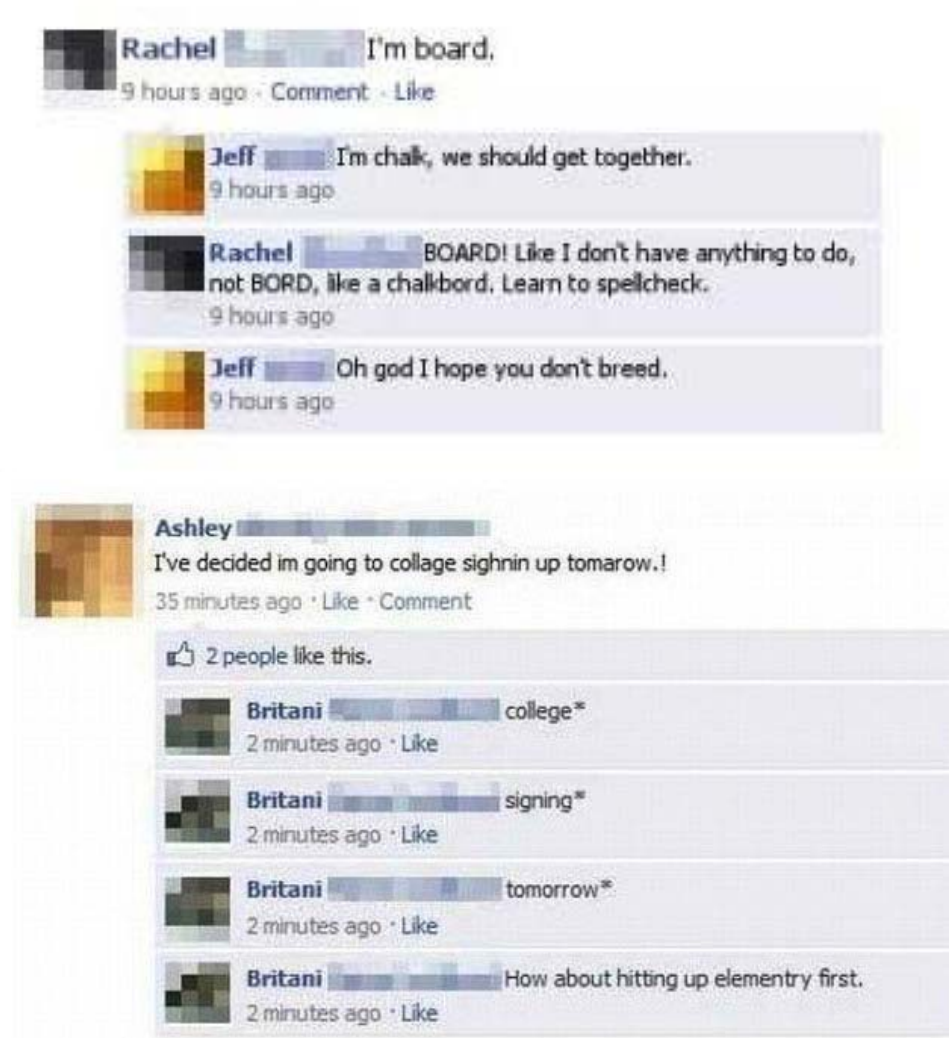 Rachel I'm board.
9 hours ago · Comment · Like
Jeff I'm chalk, we should get together.
9 hours ago
Rachel BOARD! Like I don't have anything to do,
not BORD, like a chalkbord. Learn to spellcheck.
9 hours ago
Jeff Oh god I hope you don't breed.
9 hours ago
Ashley
I've decided im going to collage sighnin up tomarow.!
35 minutes ago · Like · Comment
2 people like this.
Britani college*
2 minutes ago · Like
Britani signing*
2 minutes ago · Like
Britani tomorrow*
2 minutes ago · Like
Britani How about hitting up elementry first.
2 minutes ago · Like